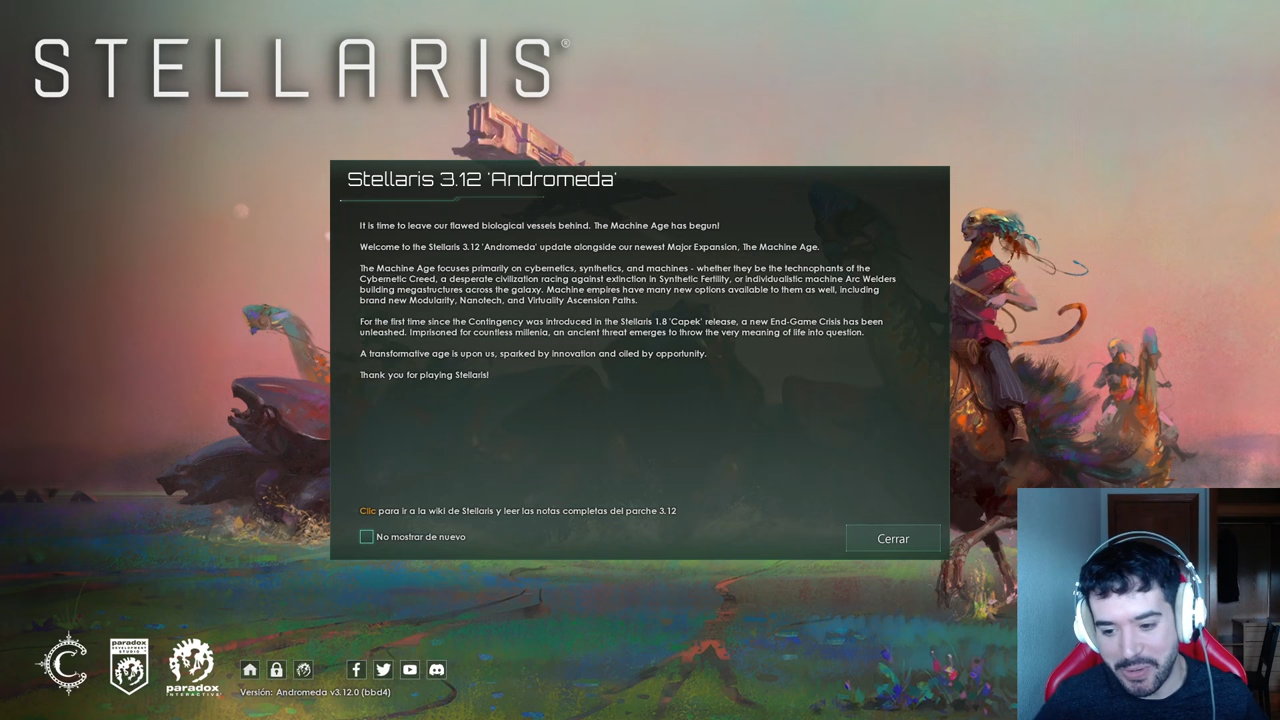 STELLARIS®
Stellaris 3.12 'Andromeda'
It is time to leave our flawed biological vessels behind. The Machine Age has begun!
Welcome to the Stellaris 3.12 'Andromeda' update alongside our newest Major Expansion, The Machine Age.
The Machine Age focuses primarily on cybernetics, synthetics, and machines - whether they be the technophants of the
Cybernetic Creed, a desperate civilization racing against extinction in Synthetic Fertility, or individualistic machine Arc Welders
building megastructures across the galaxy. Machine empires have many new options available to them as well, including
brand new Modularity, Nanotech, and Virtuality Ascension Paths.
For the first time since the Contingency was introduced in the Stellaris 1.8 'Capek' release, a new End-Game Crisis has been
unleashed. Imprisoned for countless millenia, an ancient threat emerges to throw the very meaning of life into question.
A transformative age is upon us, sparked by innovation and oiled by opportunity.
Thank you for playing Stellaris!
Clic para ir a la wiki de Stellaris y leer las notas completas del parche 3.12
No mostrar de nuevo
Cerrar
paradox
DEVELOPMENT
STUDIO
paradox
INTERACTIVE
Versión: Andromeda v3.12.0 (bbd4)